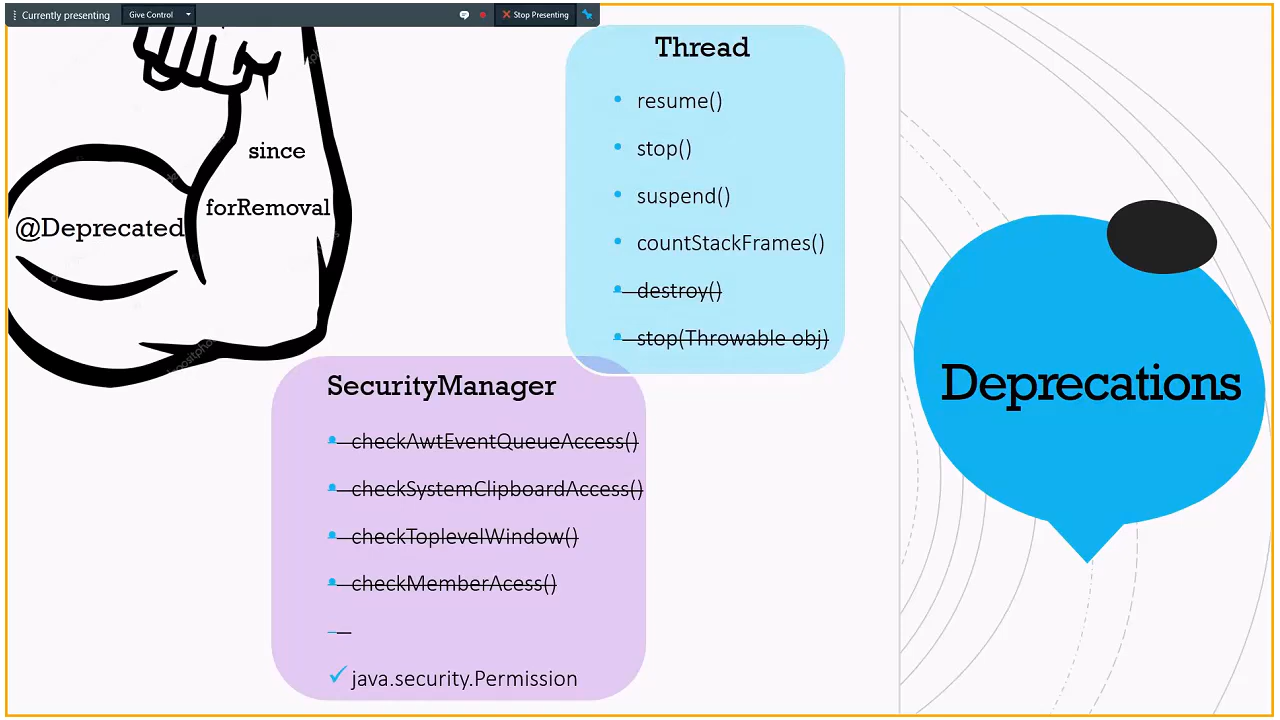 Currently presenting
Give Control
Stop Presenting
since
forRemoval
@Deprecated
Thread
resume()
stop()
suspend()
countStackFrames()
destroy()
stop(Throwable obj)
SecurityManager
checkAwtEventQueueAccess()
checkSystemClipboardAccess()
checkToplevelWindow()
checkMemberAcess()
java.security.Permission
Deprecations